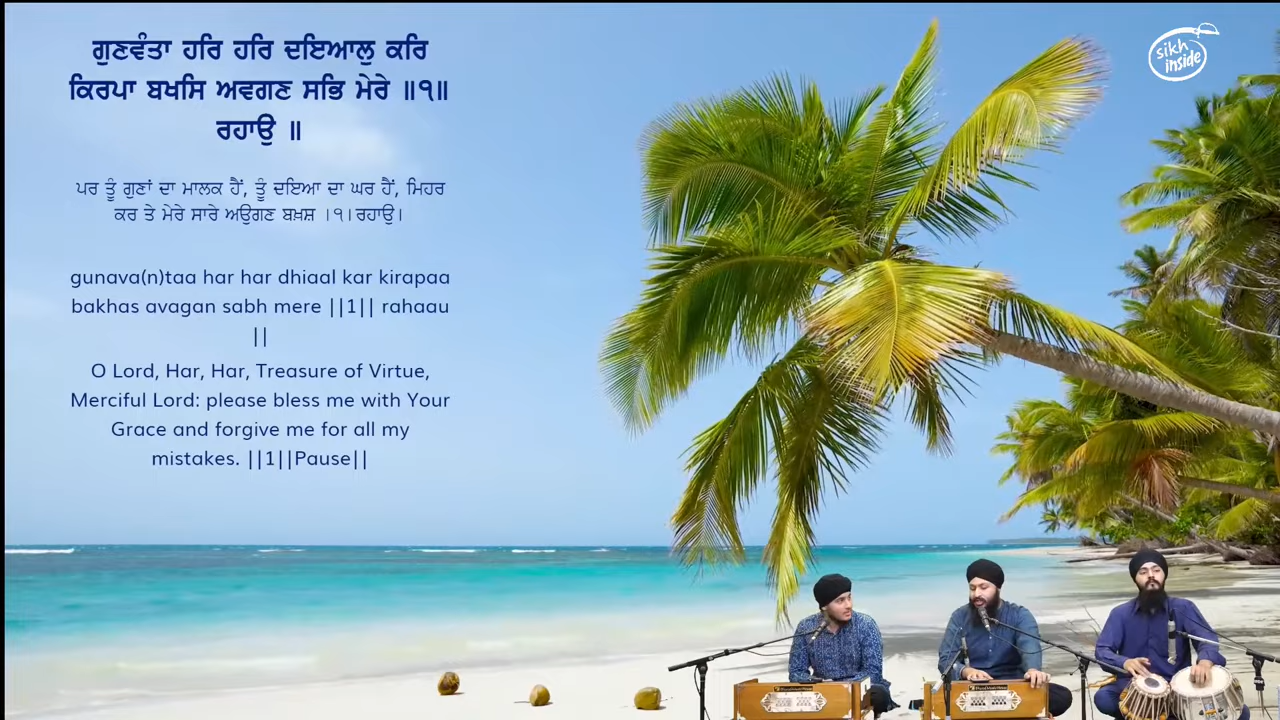 ਗੁਣਵੰਤਾ ਹਰਿ ਹਰਿ ਦਇਆਲੁ ਕਰਿ
ਕਿਰਪਾ ਬਖਸਿ ਅਵਗਣ ਸਭਿ ਮੇਰੇ ॥੧॥
ਰਹਾਉ ॥
ਪਰ ਤੂੰ ਗੁਣਾਂ ਦਾ ਮਾਲਕ ਹੈਂ, ਤੂੰ ਦਇਆ ਦਾ ਘਰ ਹੈਂ, ਮਿਹਰ
ਕਰ ਤੇ ਮੇਰੇ ਸਾਰੇ ਅਉਗਣ ਬਖ਼ਸ਼ ।੧।ਰਹਾਉ।
gunava(n)taa har har dhiaal kar kirapaa
bakhas avagan sabh mere ||1|| rahaau
||
O Lord, Har, Har, Treasure of Virtue,
Merciful Lord: please bless me with Your
Grace and forgive me for all my
mistakes. ||1||Pause||
sikh
inside